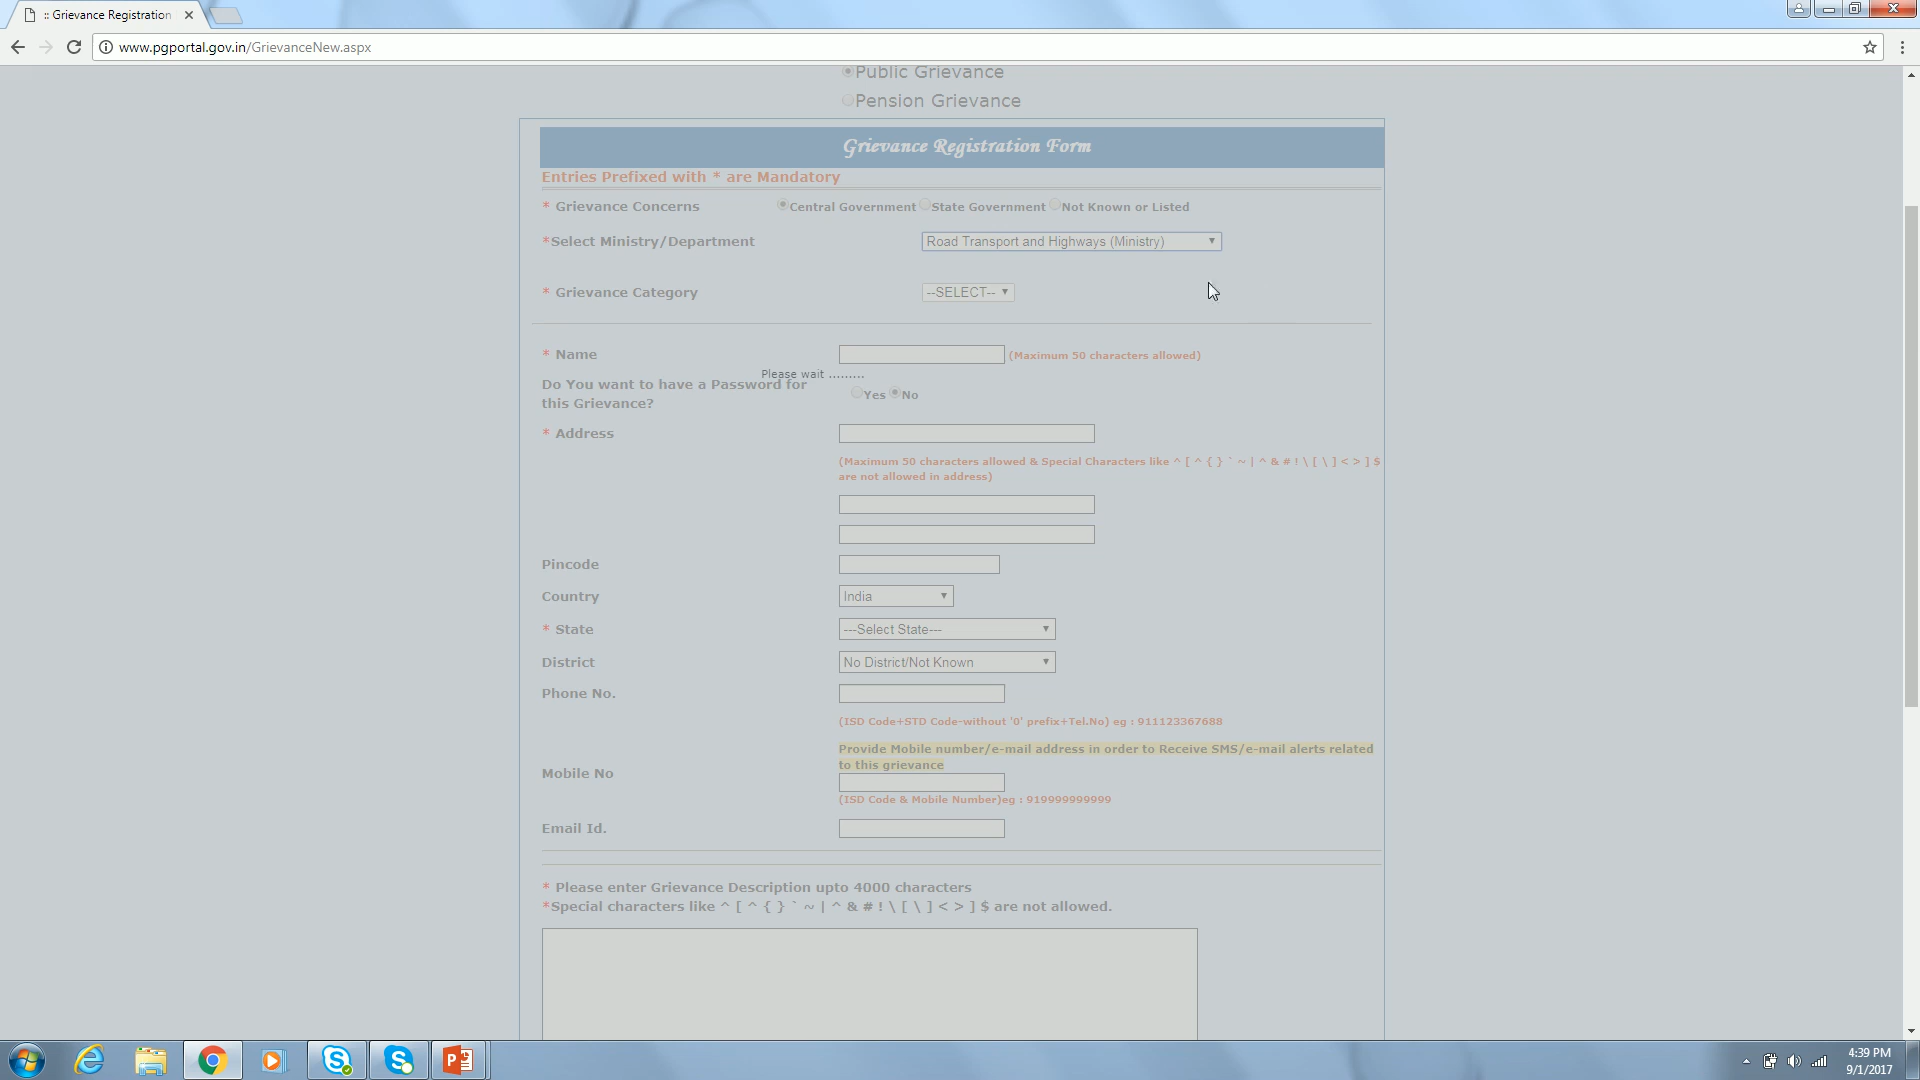 :: Grievance Registration
www.pgportal.gov.in/GrievanceNew.aspx
Public Grievance
Pension Grievance
Grievance Registration Form
Entries Prefixed with * are Mandatory
* Grievance Concerns
Central Government State Government Not Known or Listed
*Select Ministry/Department
Road Transport and Highways (Ministry)
* Grievance Category
--SELECT--
* Name
(Maximum 50 characters allowed)
Please wait .........
Do You want to have a Password for
this Grievance?
Yes No
* Address
(Maximum 50 characters allowed & Special Characters like ^ [ ^ { } ` ~ | ^ & # ! \ [ \ ] < > ] $
are not allowed in address)
Pincode
Country
India
* State
---Select State---
District
No District/Not Known
Phone No.
(ISD Code+STD Code-without '0' prefix+Tel.No) eg : 911123367688
Provide Mobile number/e-mail address in order to Receive SMS/e-mail alerts related
to this grievance
Mobile No
(ISD Code & Mobile Number)eg : 919999999999
Email Id.
* Please enter Grievance Description upto 4000 characters
*Special characters like ^ [ ^ { } ` ~ | ^ & # ! \ [ \ ] < > ] $ are not allowed.
4:39 PM
9/1/2017